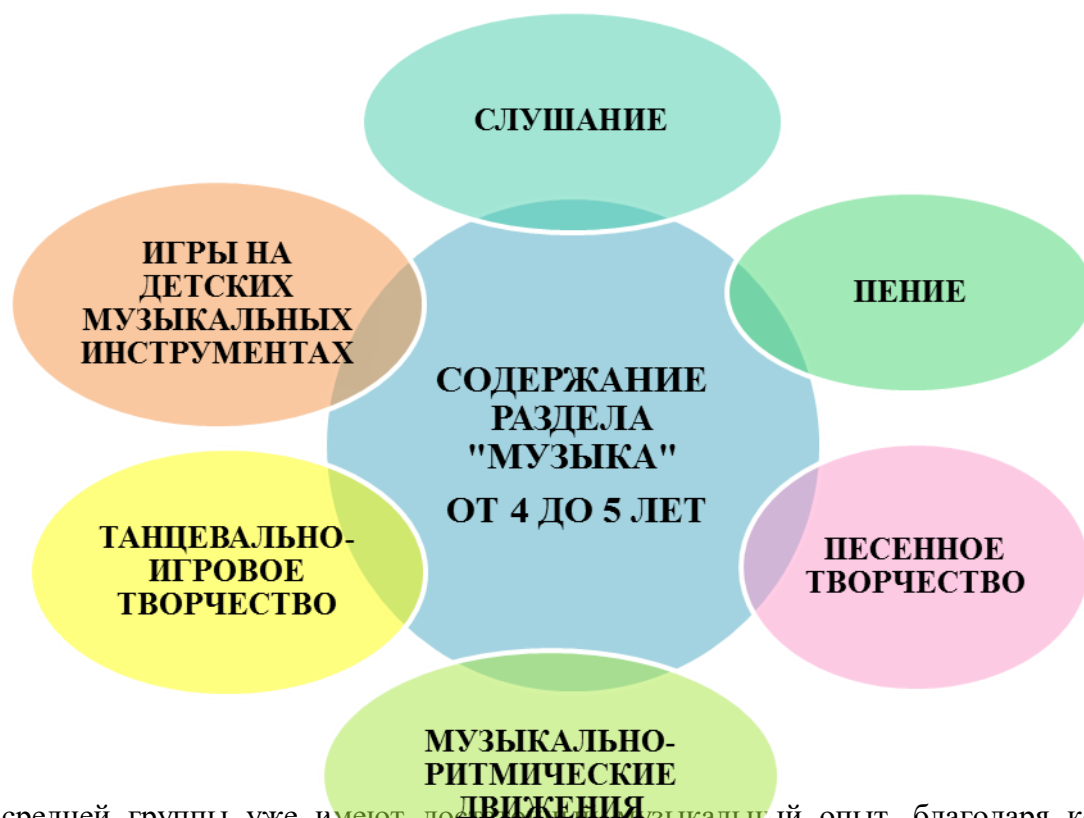 СЛУШАНИЕ
ИГРЫ НА
ДЕТСКИХ
МУЗЫКАЛЬНЫХ
ИНСТРУМЕНТАХ
ПЕНИЕ
СОДЕРЖАНИЕ
РАЗДЕЛА
"МУЗЫКА"
ОТ 4 ДО 5 ЛЕТ
ТАНЦЕВАЛЬНО-
ИГРОВОЕ
ТВОРЧЕСТВО
ПЕСЕННОЕ
ТВОРЧЕСТВО
МУЗЫКАЛЬНО-
РИТМИЧЕСКИЕ
ДВИЖЕНИЯ
средней группы уже имеют музыкальный опыт, благодаря к